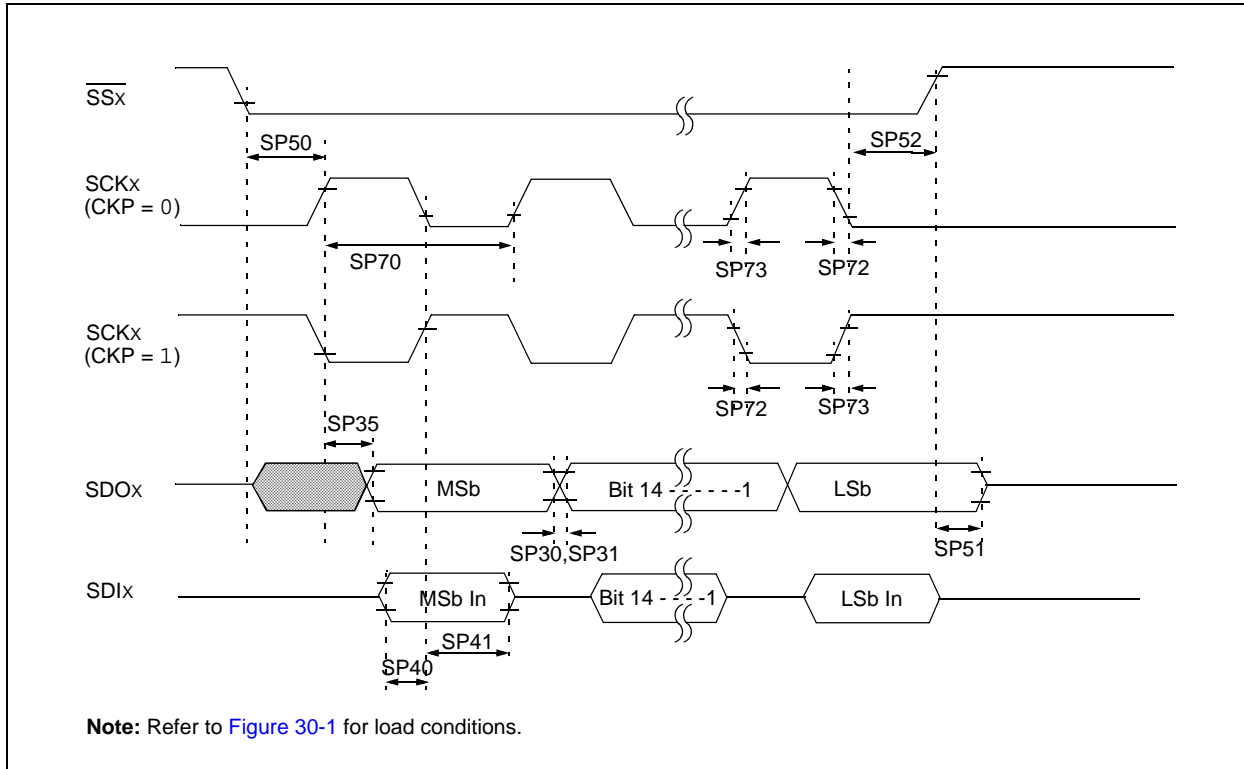 SSX
SP50
SP52
SCKX
(CKP = 0)
SP70
SP73
SP72
SCKX
(CKP = 1)
SP72
SP73
SP35
SDOX
MSb
Bit 14 - - - - - -1
LSb
SP30,SP31
SP51
SDIX
MSb In
Bit 14 - - - -1
LSb In
SP41
SP40
Note: Refer to Figure 30-1 for load conditions.